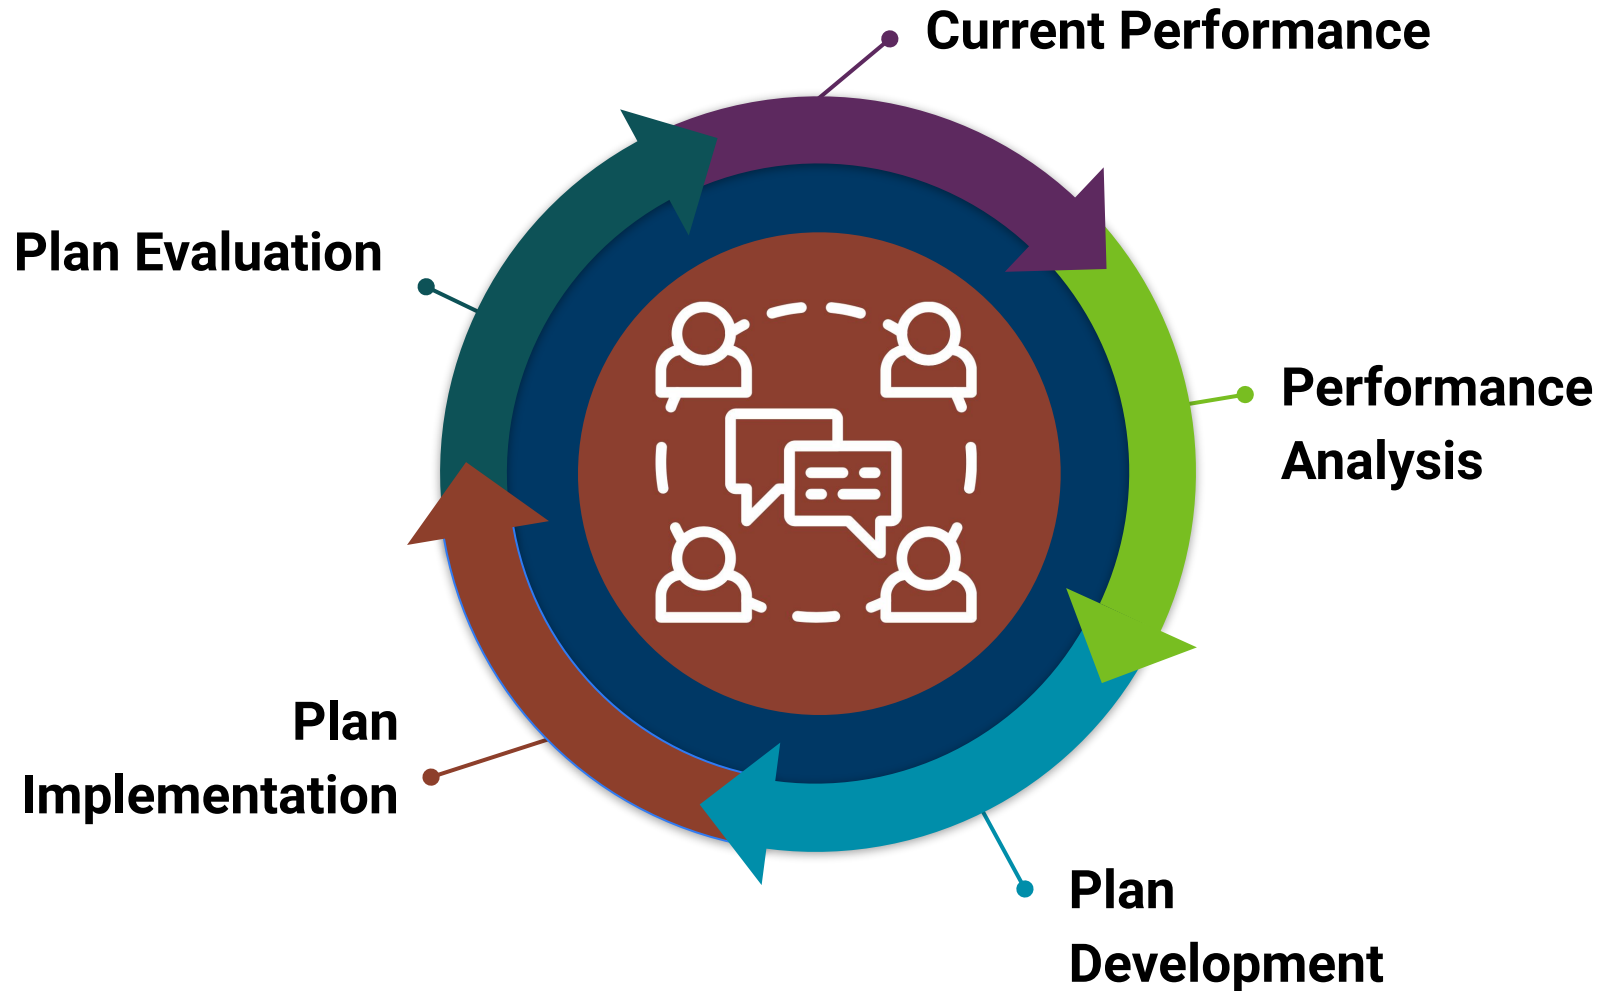 Current Performance
Performance
Analysis
Plan
Development
Plan
Implementation
Plan Evaluation